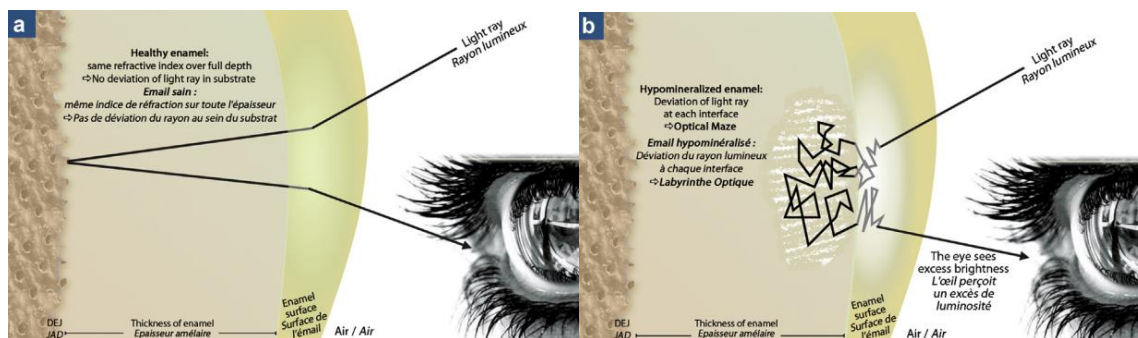 a
Light ray
Rayon lumineux
Healthy enamel:
same refractive index over full depth
⇨No deviation of light ray in substrate
Email sain :
même indice de réfraction sur toute l'épaisseur
⇨Pas de déviation du rayon au sein du substrat
Enamel
surface
Surface de
l'émail
DEJ
JAD
Thickness of enamel
Epaisseur amélaire
Air / Air
b
Light ray
Rayon lumineux
Hypomineralized enamel:
Deviation of light ray
at each interface
⇨Optical Maze
Email hypominéralisé :
Déviation du rayon lumineux
à chaque interface
⇨Labyrinthe Optique
The eye sees
excess brightness
L'œil perçoit
un excès de
luminosité
Enamel
surface
Surface de
l'émail
DEJ
JAD
Thickness of enamel
Epaisseur amélaire
Air / Air